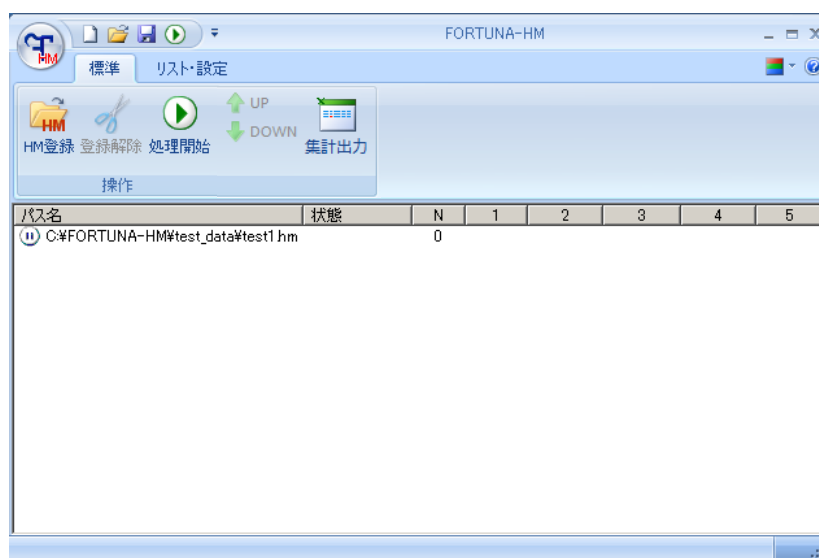 FORTUNA-HM
HM
標準 リスト・設定
HM
HM登録 登録解除 処理開始
UP
DOWN
集計出力
操作
パス名 状態 N 1 2 3 4 5
C:¥FORTUNA-HM¥test_data¥test1.hm 0